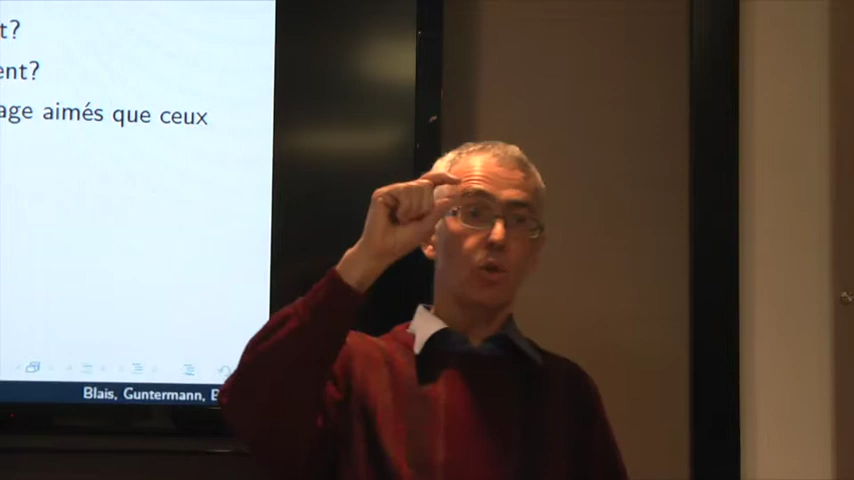 t?
ent?
age aimés que ceux
Blais, Guntermann, B